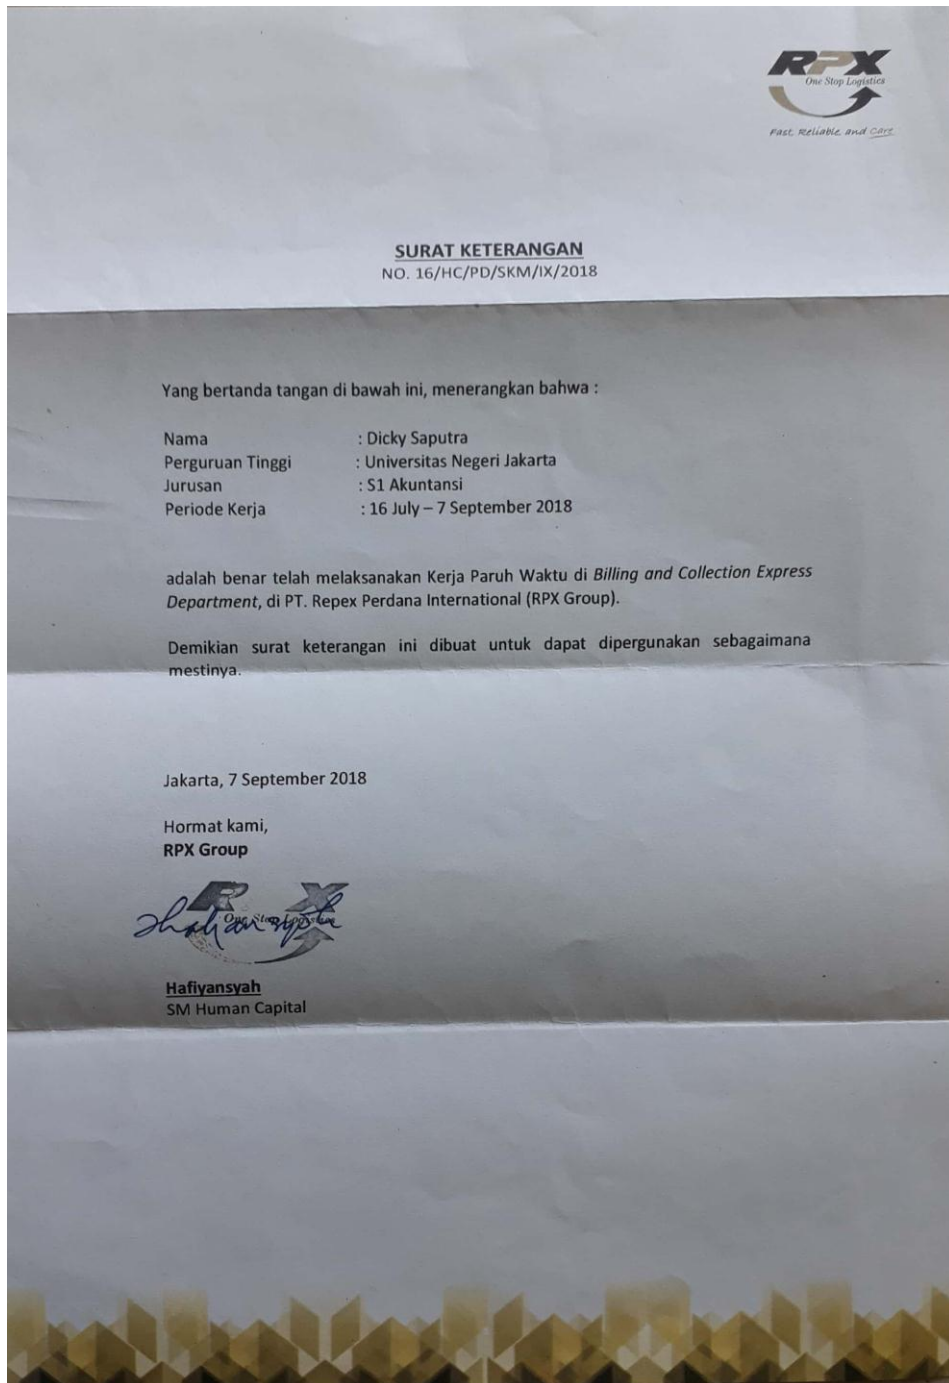 RPX
One Stop Logistics
Fast, Reliable and Care
SURAT KETERANGAN
NO. 16/HC/PD/SKM/IX/2018
Yang bertanda tangan di bawah ini, menerangkan bahwa :
Nama : Dicky Saputra
Perguruan Tinggi : Universitas Negeri Jakarta
Jurusan : S1 Akuntansi
Periode Kerja : 16 July – 7 September 2018
adalah benar telah melaksanakan Kerja Paruh Waktu di Billing and Collection Express
Department, di PT. Repex Perdana International (RPX Group).
Demikian surat keterangan ini dibuat untuk dapat dipergunakan sebagaimana
mestinya.
Jakarta, 7 September 2018
Hormat kami,
RPX Group
R X
One Stop Logistics
Hafiyansyah
SM Human Capital